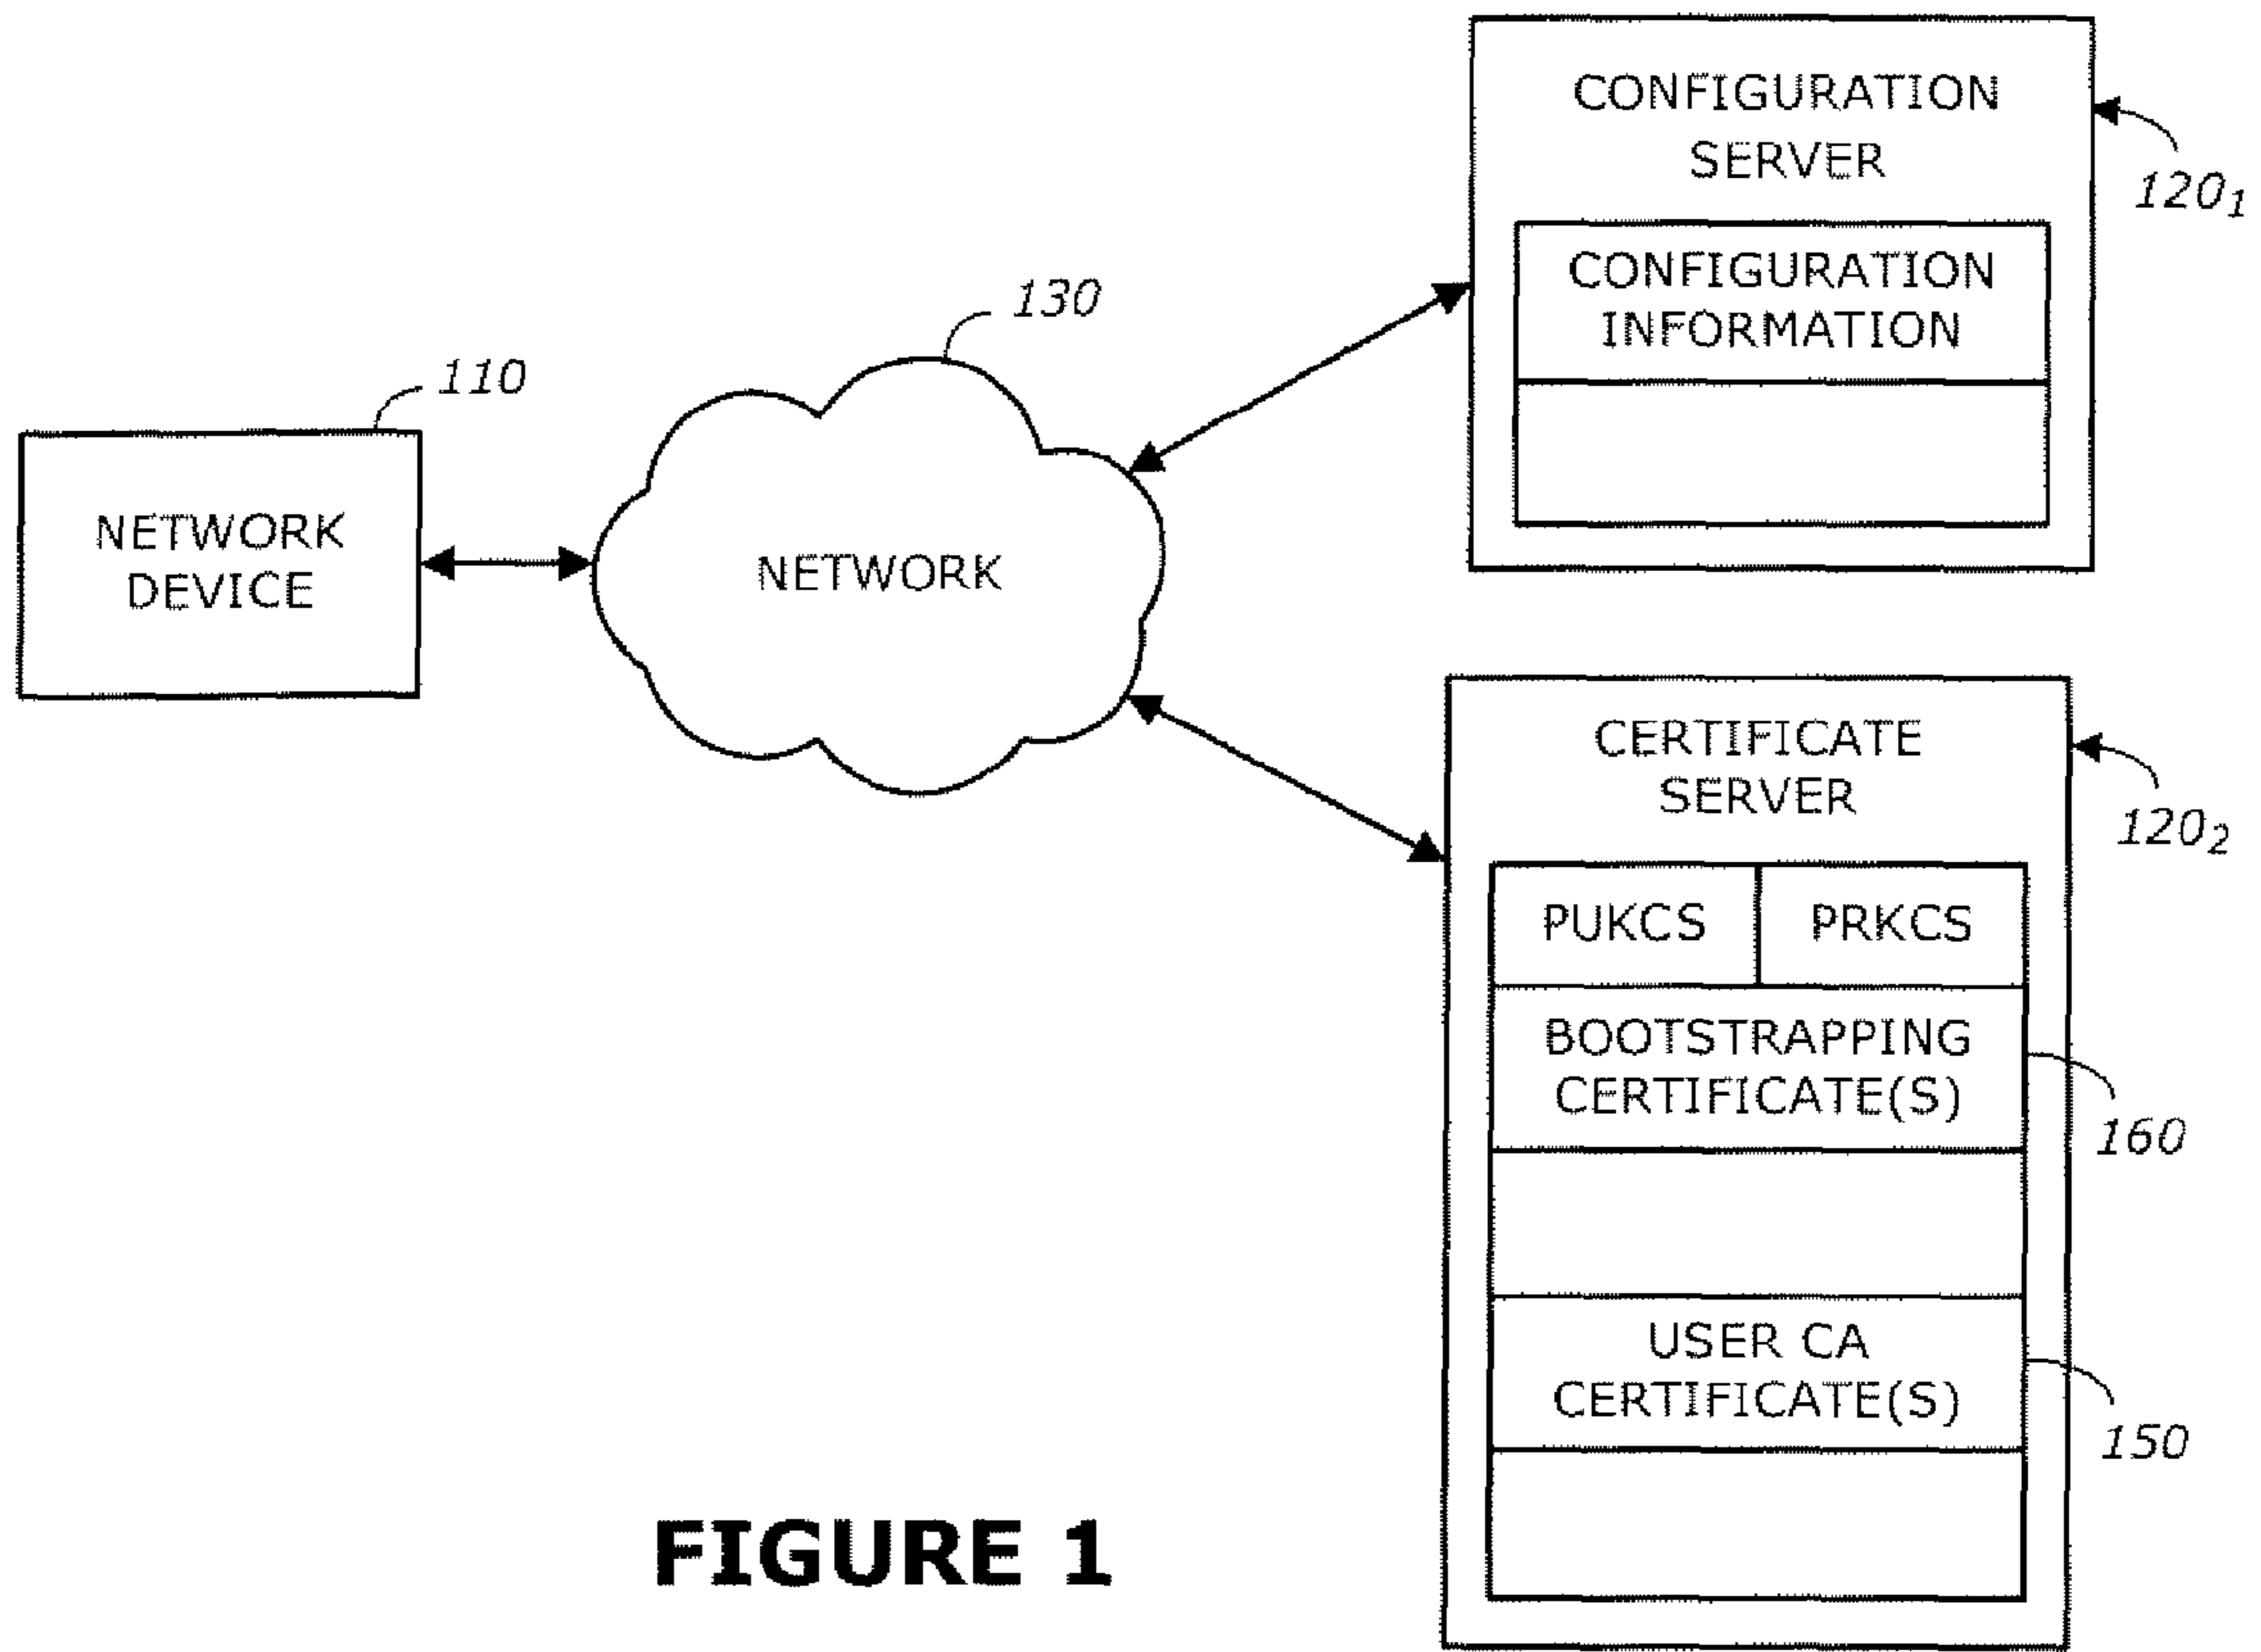 CONFIGURATION
SERVER
120₁
CONFIGURATION
INFORMATION
130
110
NETWORK
DEVICE
NETWORK
CERTIFICATE
SERVER
120₂
PUKCS PRKCS
BOOTSTRAPPING
CERTIFICATE(S)
160
USER CA
CERTIFICATE(S)
150
FIGURE 1